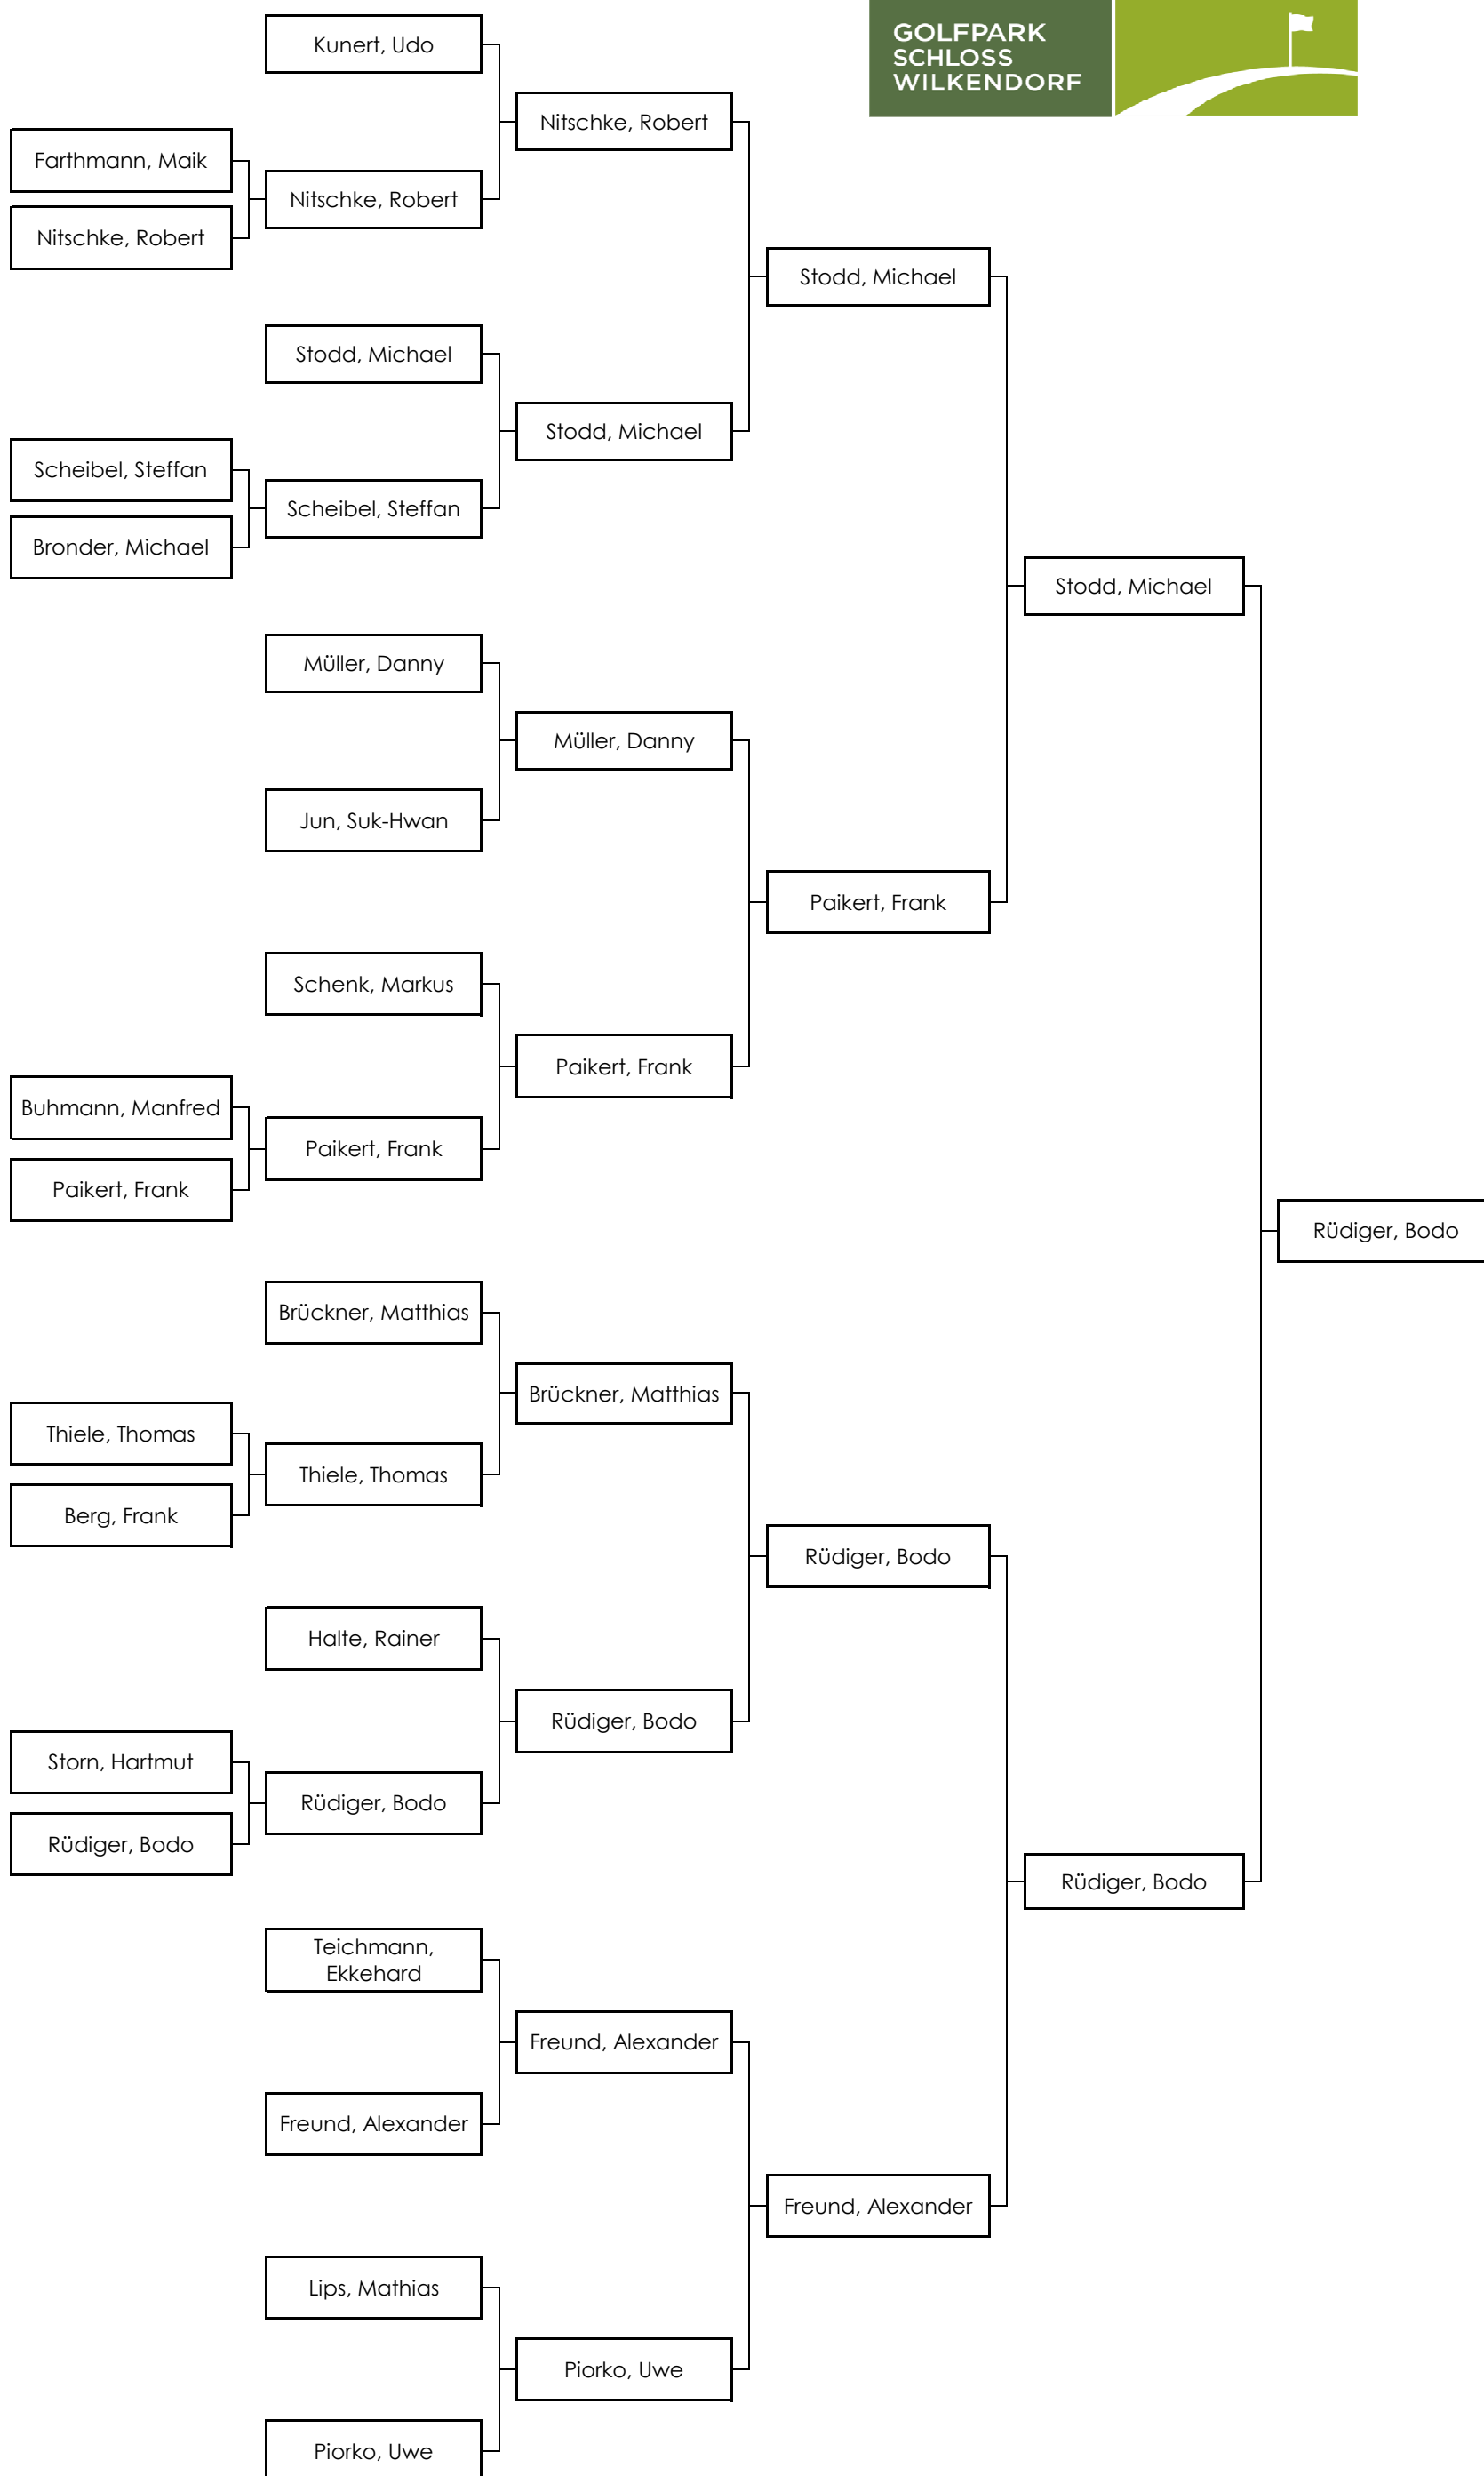 GOLFPARK
SCHLOSS
WILKENDORF
Kunert, Udo
Nitschke, Robert
Farthmann, Maik
Nitschke, Robert
Nitschke, Robert
Stodd, Michael
Stodd, Michael
Stodd, Michael
Scheibel, Steffan
Scheibel, Steffan
Bronder, Michael
Stodd, Michael
Müller, Danny
Müller, Danny
Jun, Suk-Hwan
Paikert, Frank
Schenk, Markus
Paikert, Frank
Buhmann, Manfred
Paikert, Frank
Paikert, Frank
Rüdiger, Bodo
Brückner, Matthias
Brückner, Matthias
Thiele, Thomas
Thiele, Thomas
Berg, Frank
Rüdiger, Bodo
Halte, Rainer
Rüdiger, Bodo
Storn, Hartmut
Rüdiger, Bodo
Rüdiger, Bodo
Rüdiger, Bodo
Teichmann,
Ekkehard
Freund, Alexander
Freund, Alexander
Freund, Alexander
Lips, Mathias
Piorko, Uwe
Piorko, Uwe